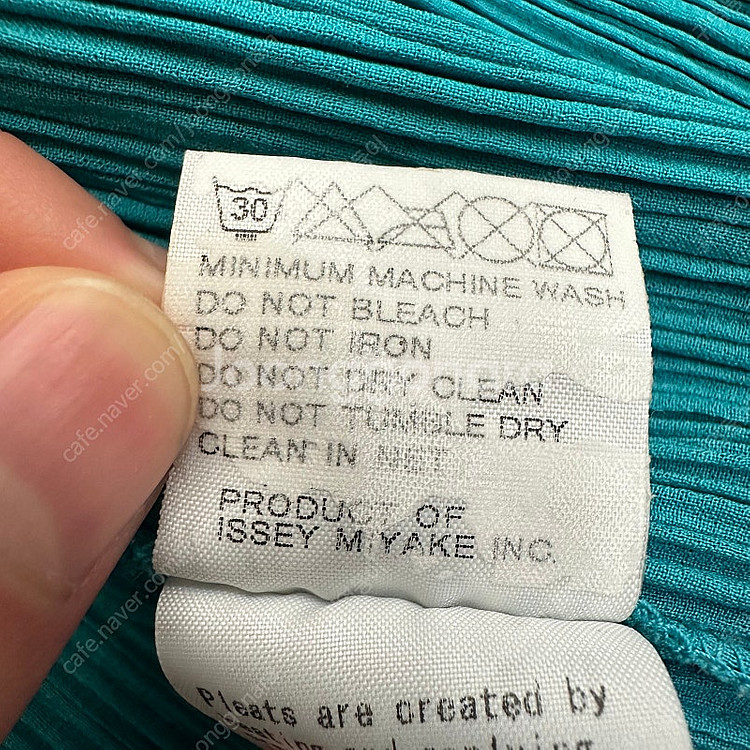 30
MINIMUM MACHINE WASH
DO NOT BLEACH
DO NOT IRON
DO NOT DRY CLEAN
DO NOT TUMBLE DRY
CLEAN IN NET
PRODUCT OF
ISSEY MIYAKE INC.
Pleats are created by